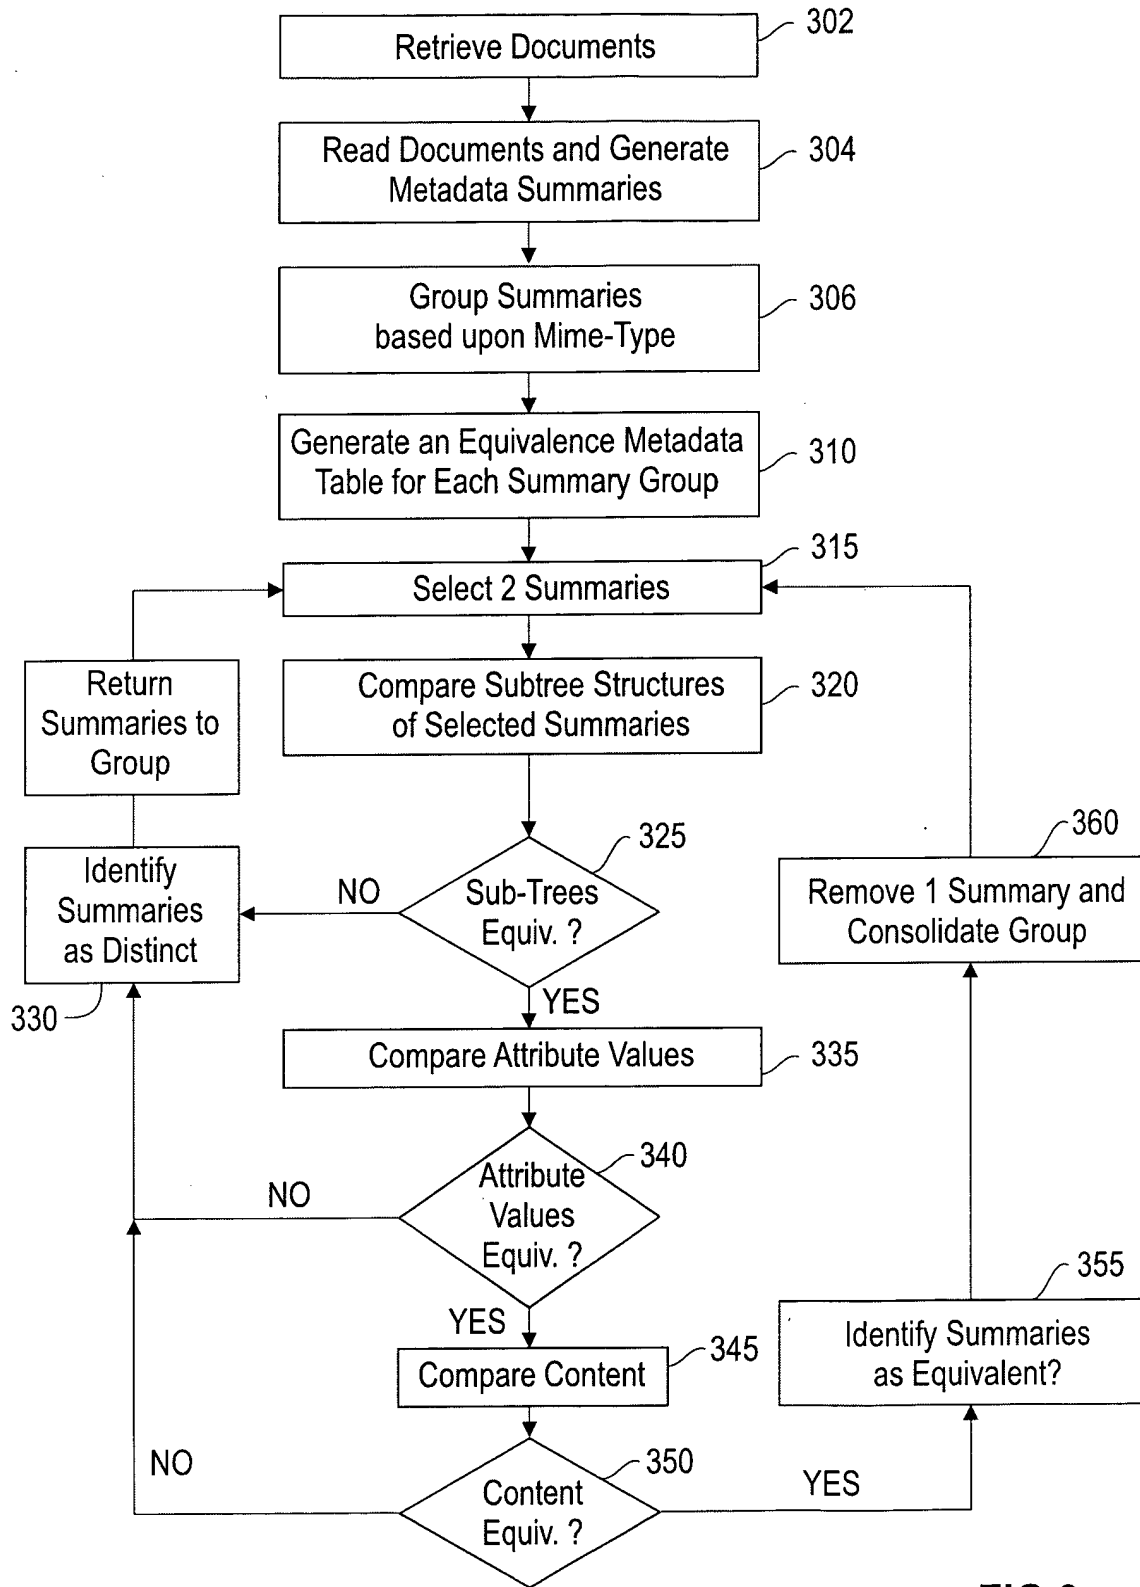 Retrieve Documents
302
Read Documents and Generate
Metadata Summaries
304
Group Summaries
based upon Mime-Type
306
Generate an Equivalence Metadata
Table for Each Summary Group
310
Select 2 Summaries
315
Compare Subtree Structures
of Selected Summaries
320
Return
Summaries to
Group
Sub-Trees
Equiv. ?
325
NO
YES
Identify
Summaries
as Distinct
330
Remove 1 Summary and
Consolidate Group
360
Compare Attribute Values
335
Attribute
Values
Equiv. ?
340
NO
YES
Compare Content
345
Identify Summaries
as Equivalent?
355
Content
Equiv. ?
350
NO
YES